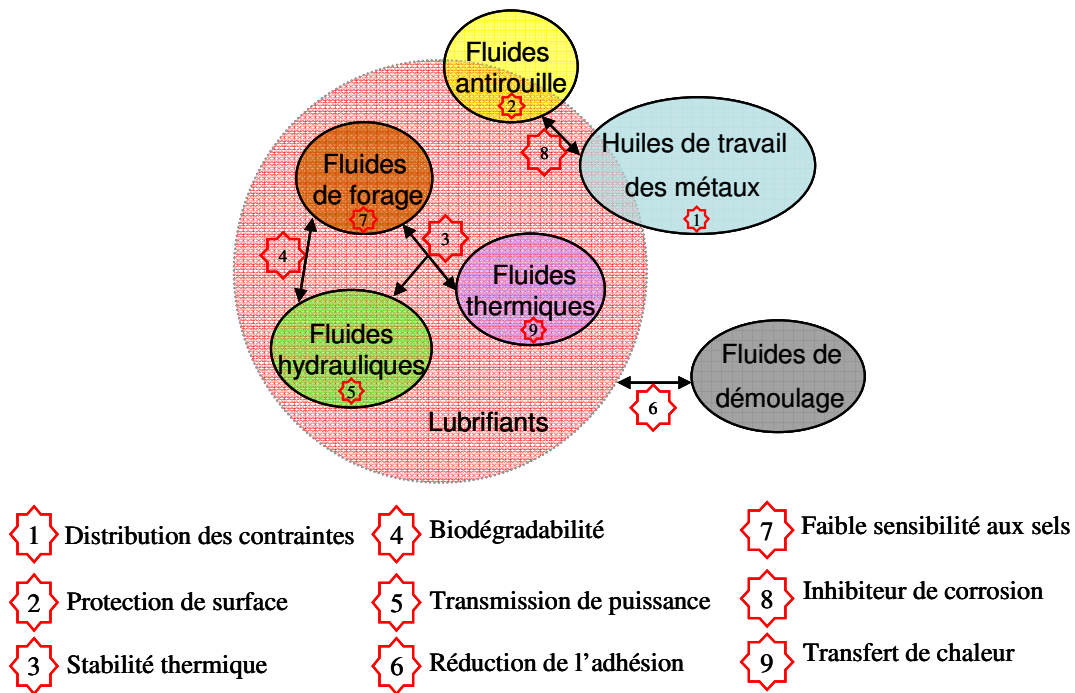 Fluides
antirouille
2
Huiles de travail
des métaux
1
8
Fluides
de forage
7
3
4
Fluides
thermiques
9
Fluides
hydrauliques
5
Fluides de
démoulage
6
Lubrifiants
1 Distribution des contraintes
4 Biodégradabilité
7 Faible sensibilité aux sels
2 Protection de surface
5 Transmission de puissance
8 Inhibiteur de corrosion
3 Stabilité thermique
6 Réduction de l’adhésion
9 Transfert de chaleur